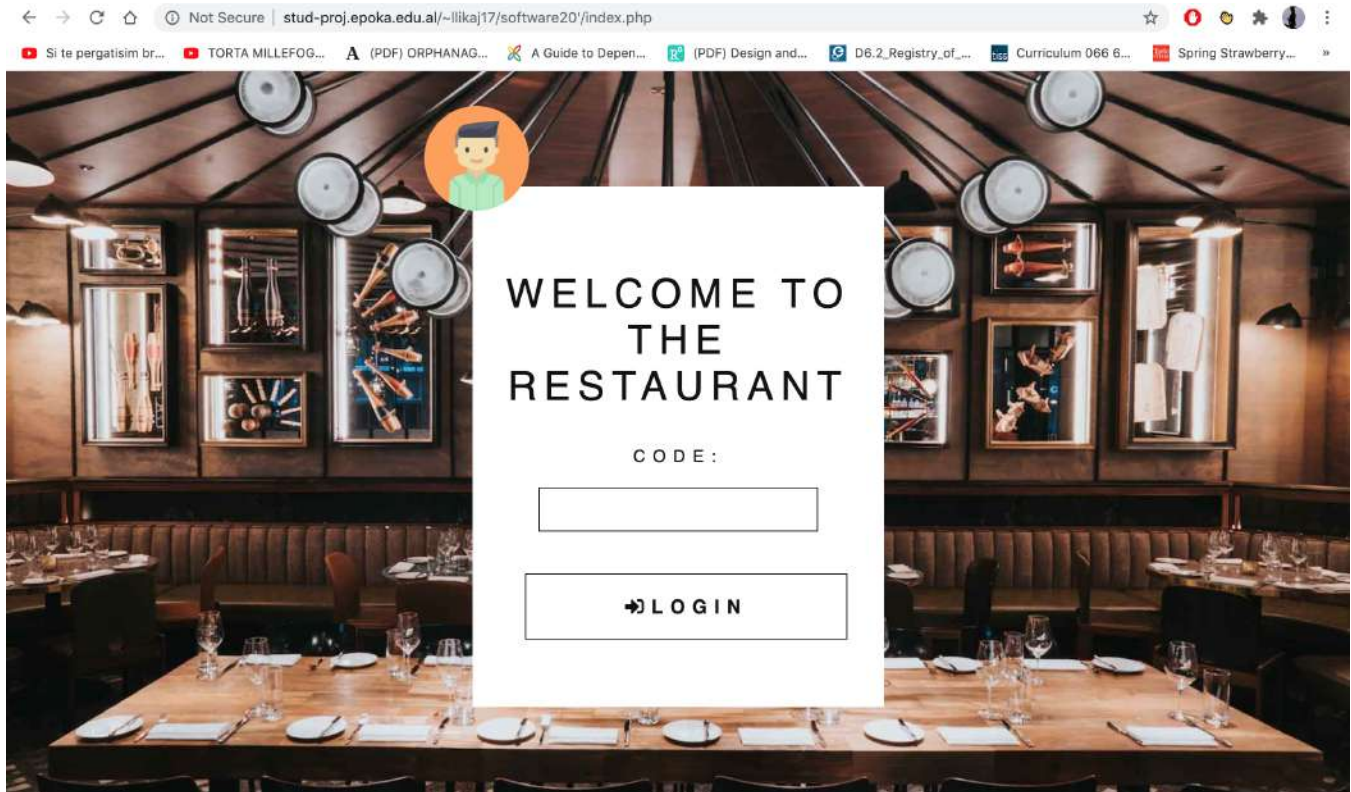 Not Secure | stud-proj.epoka.edu.al/~llikaj17/software20'/index.php
Si te pergatisim br... TORTA MILLEFOG... A (PDF) ORPHANAG... A Guide to Depen... R⁶ (PDF) Design and... D6.2_Registry_of_... tiss Curriculum 066 6... Spring Strawberry... »
WELCOME TO
THE
RESTAURANT
CODE:
LOGIN